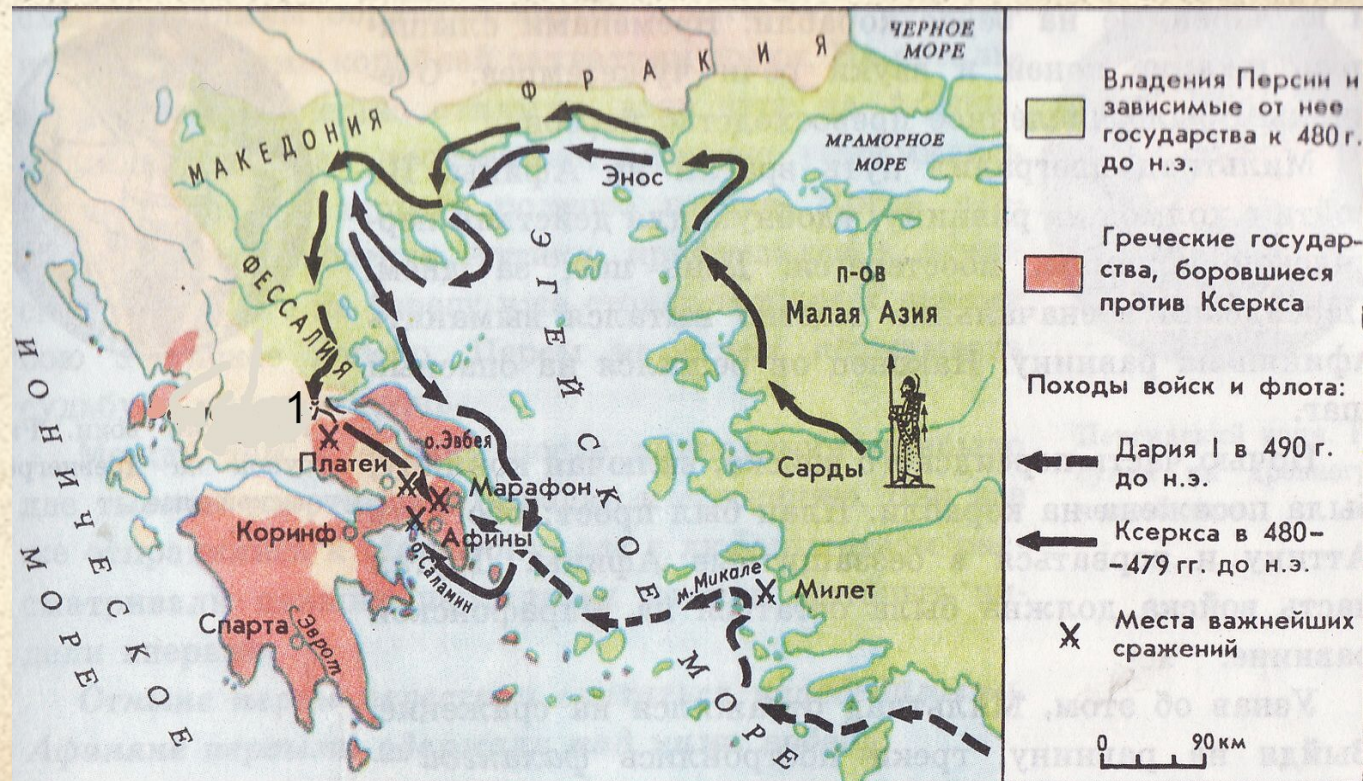 ЧЕРНОЕ
МОРЕ
ФРАКИЯ
МАКЕДОНИЯ
МРАМОРНОЕ
МОРЕ
Энос
ЭГЕЙСКОЕ МОРЕ
п-ов
Малая Азия
ФЕССАЛИЯ
ИОНИЧЕСКОЕ МОРЕ
1
о.Эвбея
Сарды
Платеи
Марафон
Коринф
Афины
о.Саламин
м.Микале
Милет
Спарта
р.Эврот
Владения Персии и
зависимые от нее
государства к 480 г.
до н.э.
Греческие государ-
ства, боровшиеся
против Ксеркса
Походы войск и флота:
Дария I в 490 г.
до н.э.
Ксеркса в 480–
–479 гг. до н.э.
Места важнейших
сражений
0 90 км